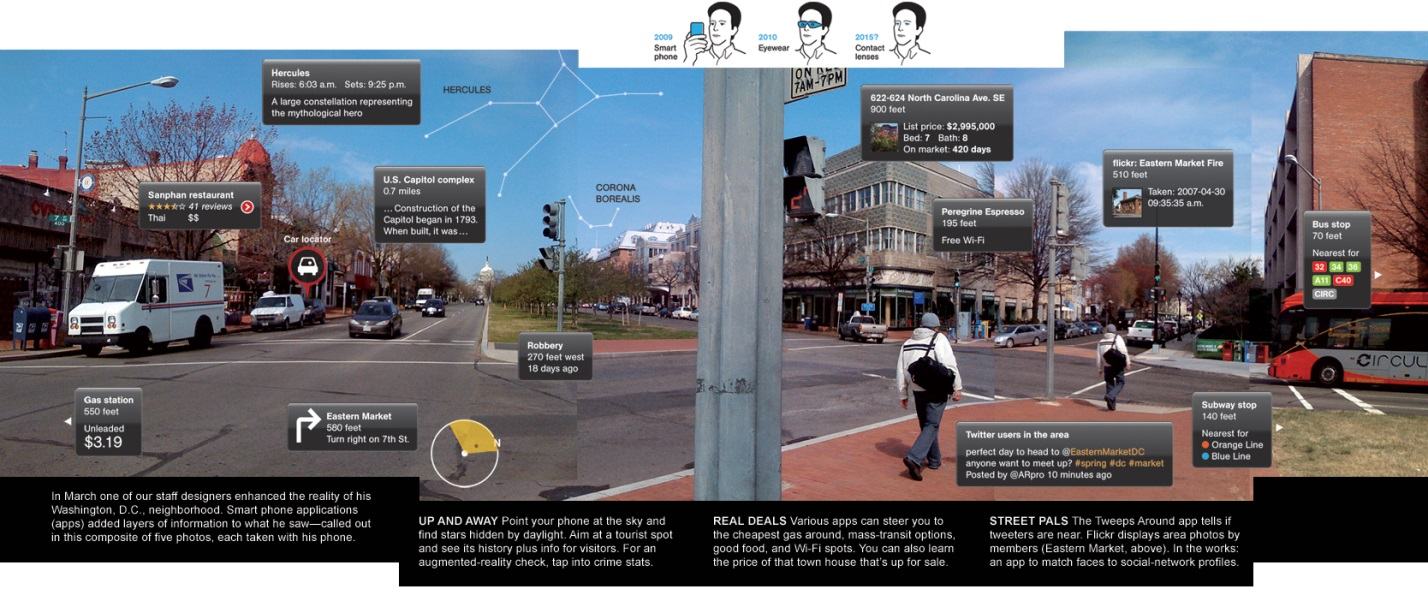 2009
Smart
phone
2010
Eyewear
2015?
Contact
lenses
Hercules
Rises: 6:03 a.m. Sets: 9:25 p.m.
A large constellation representing
the mythological hero
HERCULES
7AM-7PM
622-624 North Carolina Ave. SE
900 feet
List price: $2,995,000
Bed: 7 Bath: 8
On market: 420 days
flickr: Eastern Market Fire
510 feet
Taken: 2007-04-30
09:35:35 a.m.
Sanphan restaurant
41 reviews
Thai $$
U.S. Capitol complex
0.7 miles
... Construction of the
Capitol began in 1793.
When built, it was ...
CORONA
BOREALIS
Peregrine Espresso
195 feet
Free Wi-Fi
Bus stop
70 feet
Nearest for
32 34 36
A11 C40
CIRC
Car locator
7
Robbery
270 feet west
18 days ago
Gas station
550 feet
Unleaded
$3.19
Eastern Market
580 feet
Turn right on 7th St.
N
Twitter users in the area
perfect day to head to @EasternMarketDC
anyone want to meet up? #spring #dc #market
Posted by @ARpro 10 minutes ago
Subway stop
140 feet
Nearest for
Orange Line
Blue Line
In March one of our staff designers enhanced the reality of his
Washington, D.C., neighborhood. Smart phone applications
(apps) added layers of information to what he saw—called out
in this composite of five photos, each taken with his phone.
UP AND AWAY Point your phone at the sky and
find stars hidden by daylight. Aim at a tourist spot
and see its history plus info for visitors. For an
augmented-reality check, tap into crime stats.
REAL DEALS Various apps can steer you to
the cheapest gas around, mass-transit options,
good food, and Wi-Fi spots. You can also learn
the price of that town house that's up for sale.
STREET PALS The Tweeps Around app tells if
tweeters are near. Flickr displays area photos by
members (Eastern Market, above). In the works:
an app to match faces to social-network profiles.